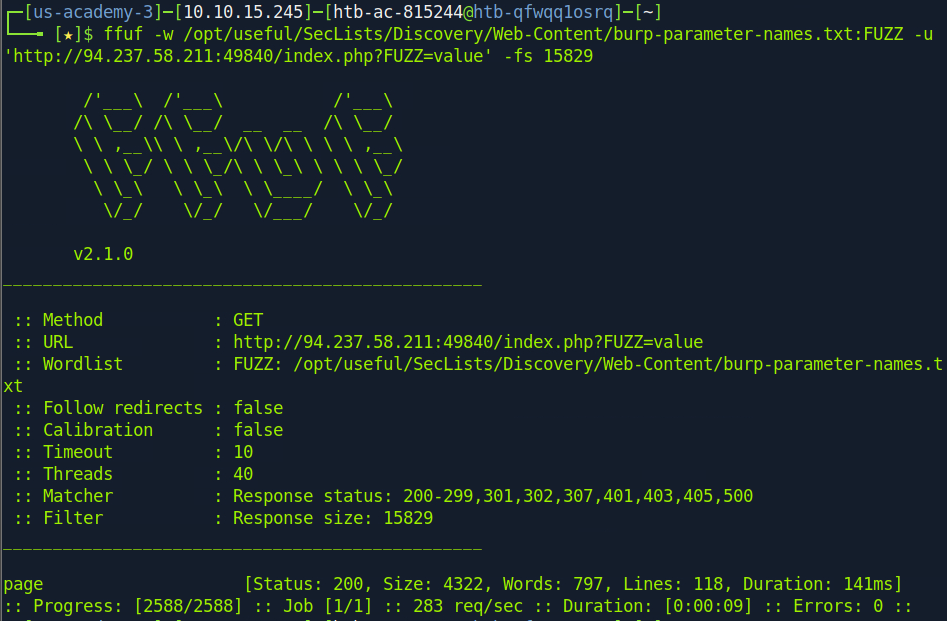 ┌─[us-academy-3]─[10.10.15.245]─[htb-ac-815244@htb-qfwqq1osrq]─[~]
└──╼ [★]$ ffuf -w /opt/useful/SecLists/Discovery/Web-Content/burp-parameter-names.txt:FUZZ -u
'http://94.237.58.211:49840/index.php?FUZZ=value' -fs 15829

        /'___\  /'___\           /'___\
       /\ \__/ /\ \__/  __  __  /\ \__/
       \ \ ,__\\ \ ,__\/\ \/\ \ \ \ ,__\
        \ \ \_/ \ \ \_/\ \ \_\ \ \ \ \_/
         \ \_\   \ \_\  \ \____/  \ \_\
          \/_/    \/_/   \/___/    \/_/

       v2.1.0
________________________________________________

 :: Method           : GET
 :: URL              : http://94.237.58.211:49840/index.php?FUZZ=value
 :: Wordlist         : FUZZ: /opt/useful/SecLists/Discovery/Web-Content/burp-parameter-names.t
xt
 :: Follow redirects : false
 :: Calibration      : false
 :: Timeout          : 10
 :: Threads          : 40
 :: Matcher          : Response status: 200-299,301,302,307,401,403,405,500
 :: Filter           : Response size: 15829
________________________________________________

page                    [Status: 200, Size: 4322, Words: 797, Lines: 118, Duration: 141ms]
:: Progress: [2588/2588] :: Job [1/1] :: 283 req/sec :: Duration: [0:00:09] :: Errors: 0 ::